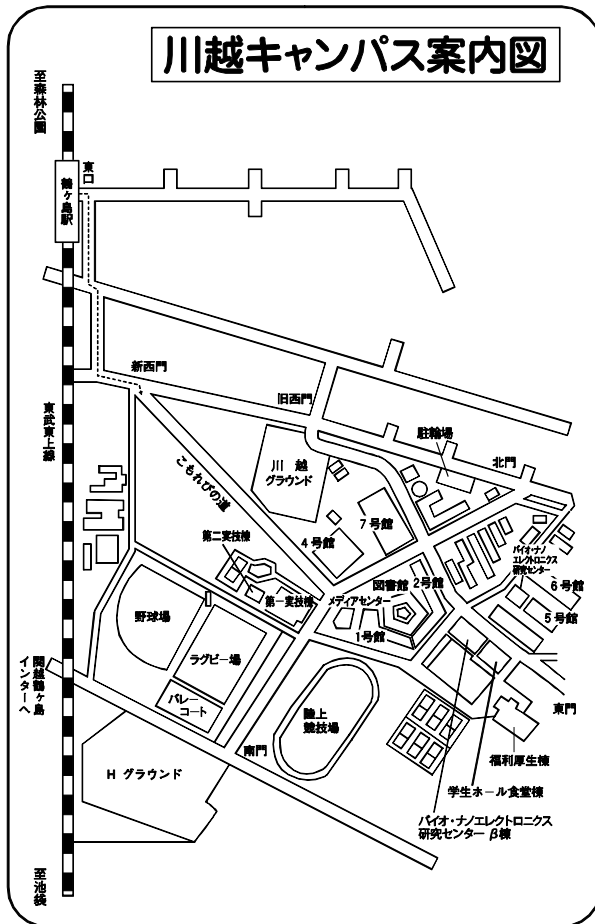 川越キャンパス案内図
至森林公園
東口
鶴ヶ島駅
新西門
旧西門
東武東上線
駐輪場
北門
こもれびの道
川越
グラウンド
7号館
4号館
第二実技棟
第一実技棟
メディアセンター
図書館
2号館
1号館
バイオ・ナノ
エレクトロニクス
研究センター
6号館
5号館
野球場
ラグビー場
バレー
コート
関越鶴ヶ島
インターへ
陸上
競技場
南門
東門
Hグラウンド
福利厚生棟
学生ホール食堂棟
バイオ・ナノエレクトロニクス
研究センター β棟
至池袋